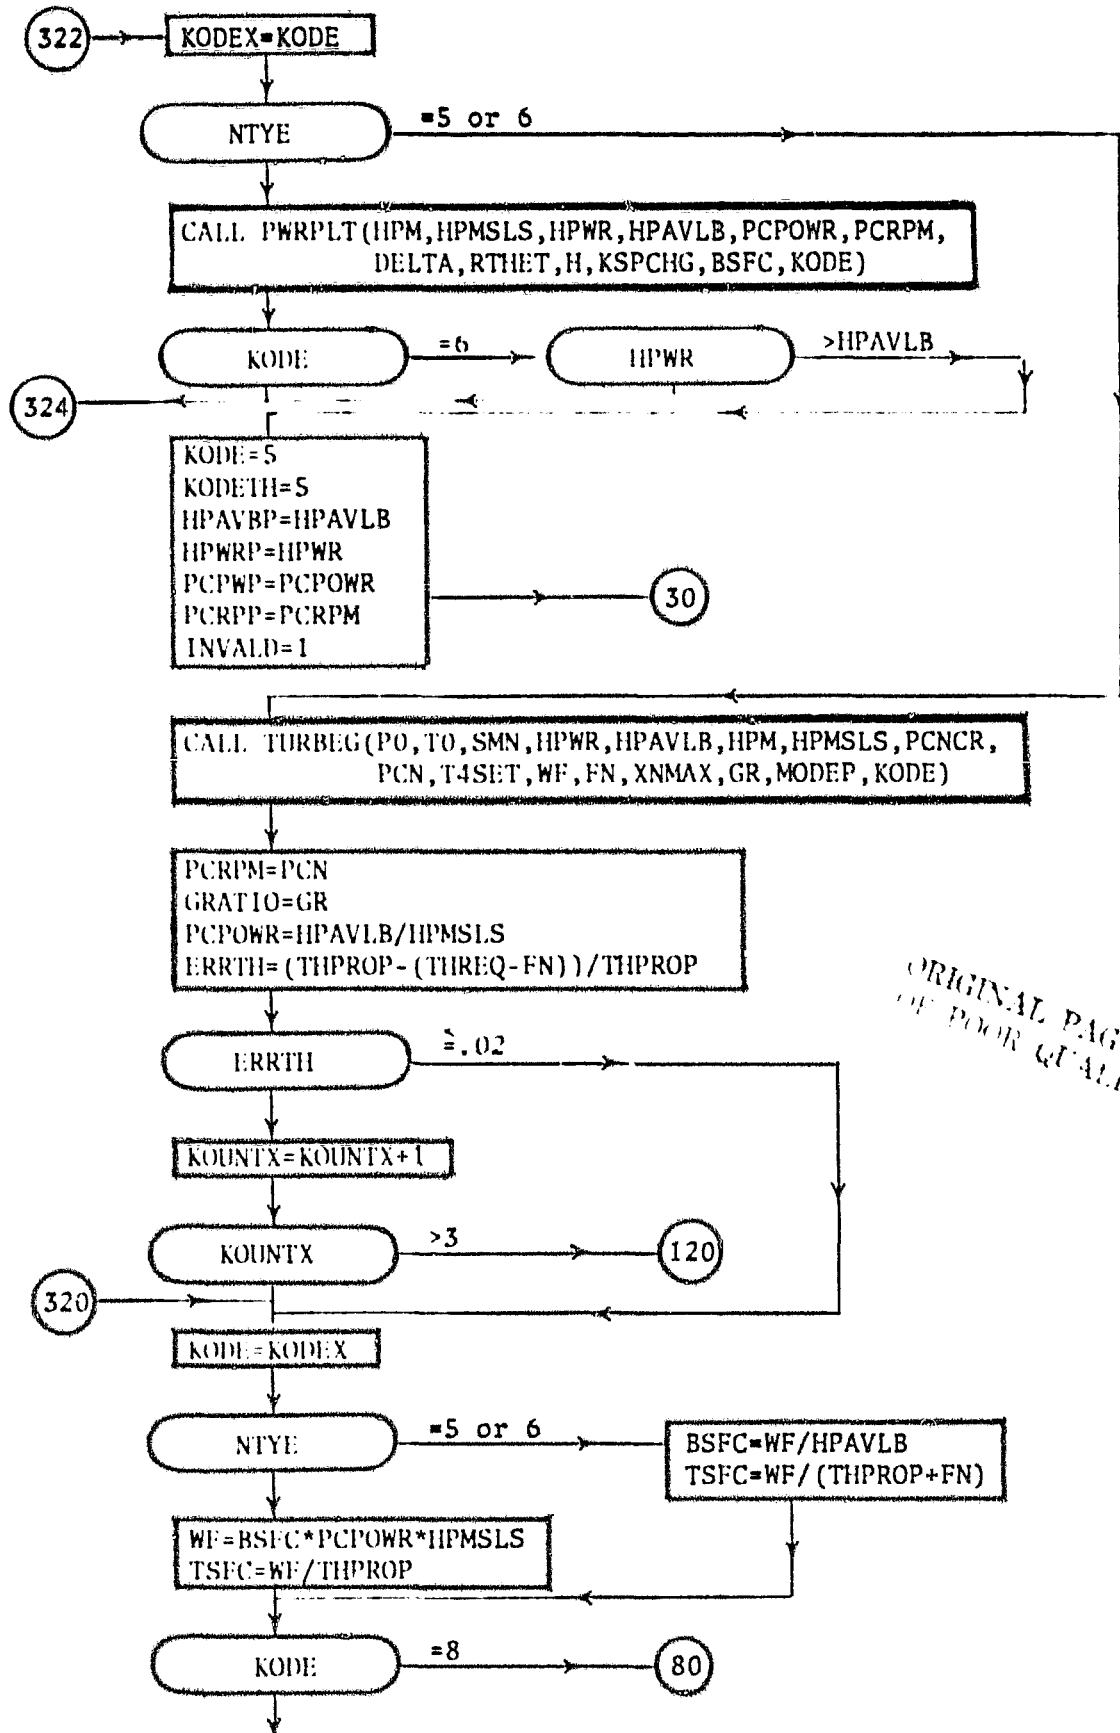 322
KODEX=KODE
NTYE
=5 or 6
CALL PWRPLT(HPM,HPMSLS,HPWR,HPAVLB,PCPOWR,PCRPM,
DELTA,RTHET,H,KSPCHG,BSFC,KODE)
KODE
=6
HPWR
>HPAVLB
324
KODE=5
KODETH=5
HPAVBP=HPAVLB
HPWRP=HPWR
PCPWP=PCPOWR
PCRPP=PCRPM
INVALD=1
30
CALL TURBEG(PO,TO,SMN,HPWR,HPAVLB,HPM,HPMSLS,PCNCR,
PCN,T4SET,WF,FN,XNMAX,GR,MODEP,KODE)
PCRPM=PCN
GRATIO=GR
PCPOWR=HPAVLB/HPMSLS
ERRTH=(THPROP-(THREQ-FN))/THPROP
ORIGINAL PAG
OF POOR QUALI
ERRTH
.02
KOUNTX=KOUNTX+1
KOUNTX
>3
120
320
KODE=KODEX
NTYE
=5 or 6
BSFC=WF/HPAVLB
TSFC=WF/(THPROP+FN)
WF=BSFC*PCPOWR*HPMSLS
TSFC=WF/THPROP
KODE
=8
80